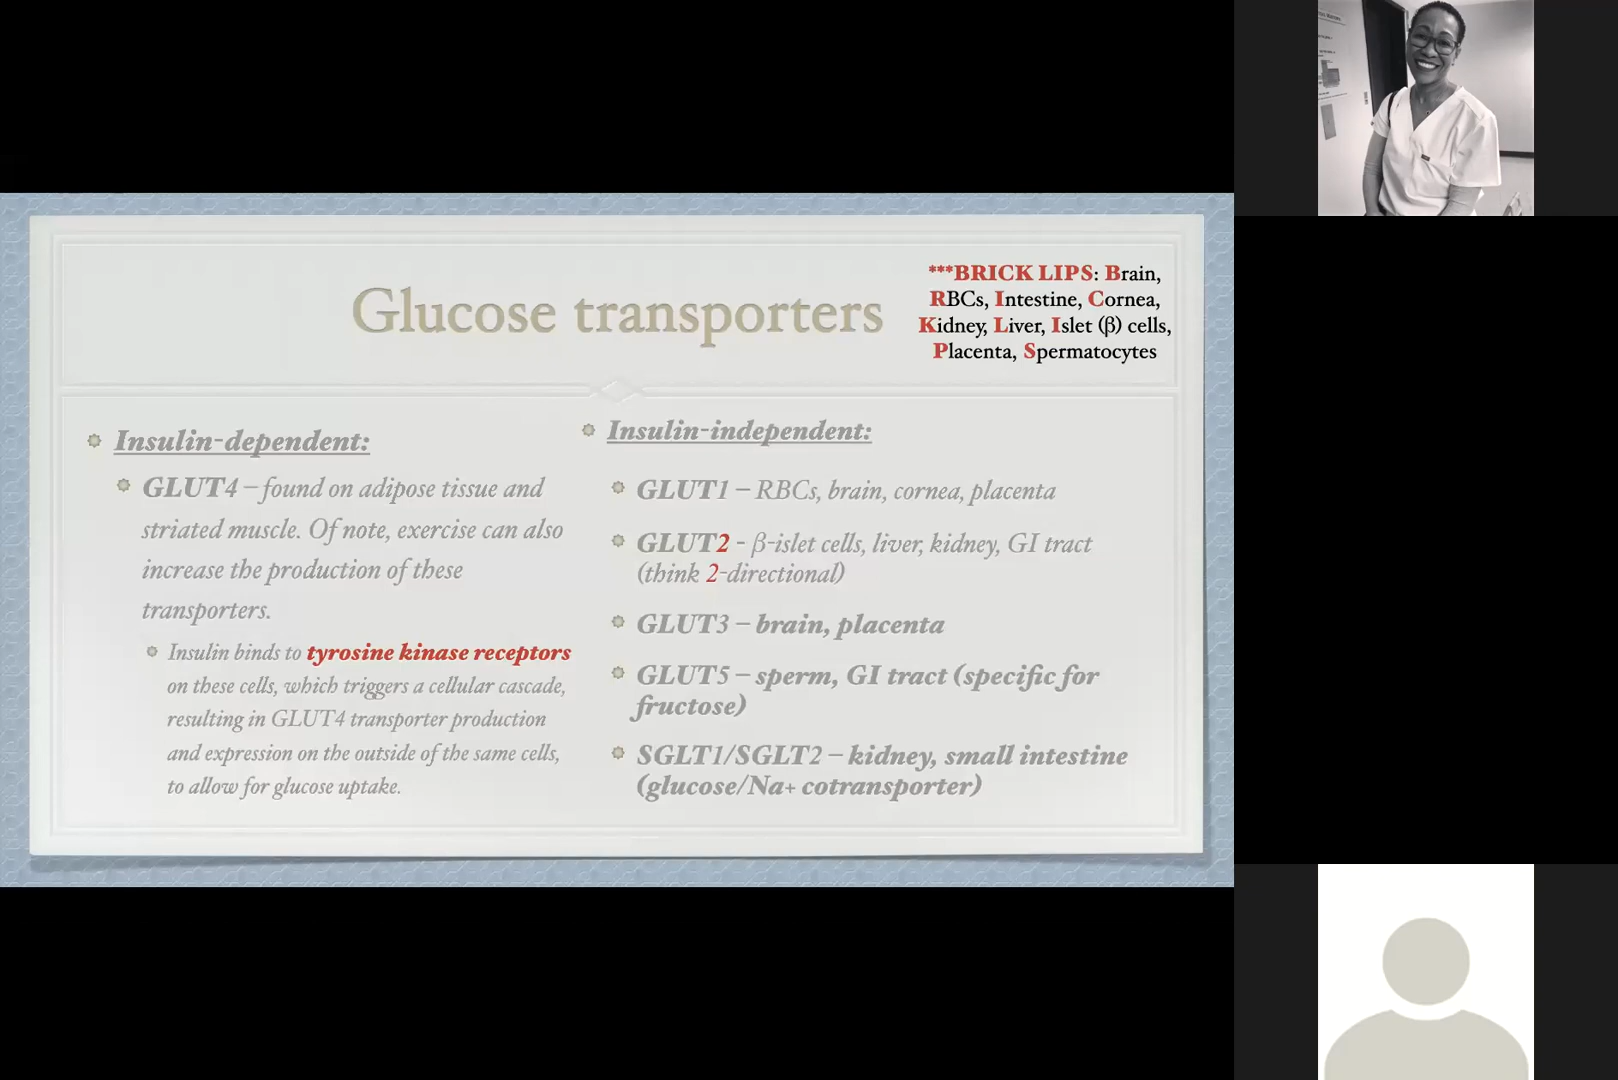 Glucose transporters
***BRICK LIPS: Brain,
RBCs, Intestine, Cornea,
Kidney, Liver, Islet (β) cells,
Placenta, Spermatocytes
Insulin-dependent:
GLUT4 – found on adipose tissue and
striated muscle. Of note, exercise can also
increase the production of these
transporters.
Insulin binds to tyrosine kinase receptors
on these cells, which triggers a cellular cascade,
resulting in GLUT4 transporter production
and expression on the outside of the same cells,
to allow for glucose uptake.
Insulin-independent:
GLUT1 – RBCs, brain, cornea, placenta
GLUT2 - β-islet cells, liver, kidney, GI tract
(think 2-directional)
GLUT3 – brain, placenta
GLUT5 – sperm, GI tract (specific for
fructose)
SGLT1/SGLT2 – kidney, small intestine
(glucose/Na+ cotransporter)